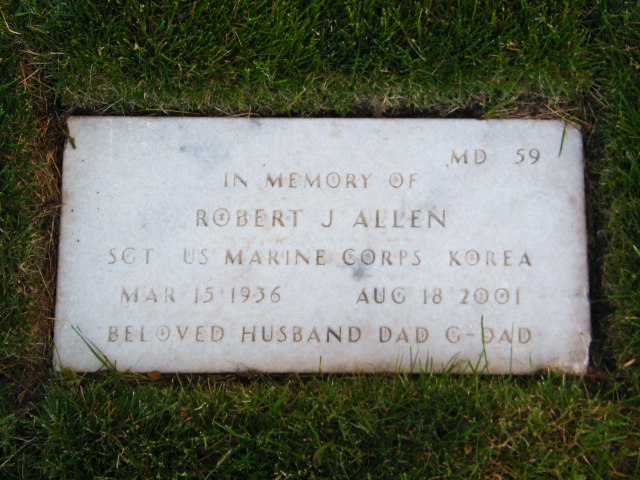 MD 59
IN MEMORY OF
ROBERT J ALLEN
SGT US MARINE CORPS KOREA
MAR 15 1936 AUG 18 2001
BELOVED HUSBAND DAD G-DAD